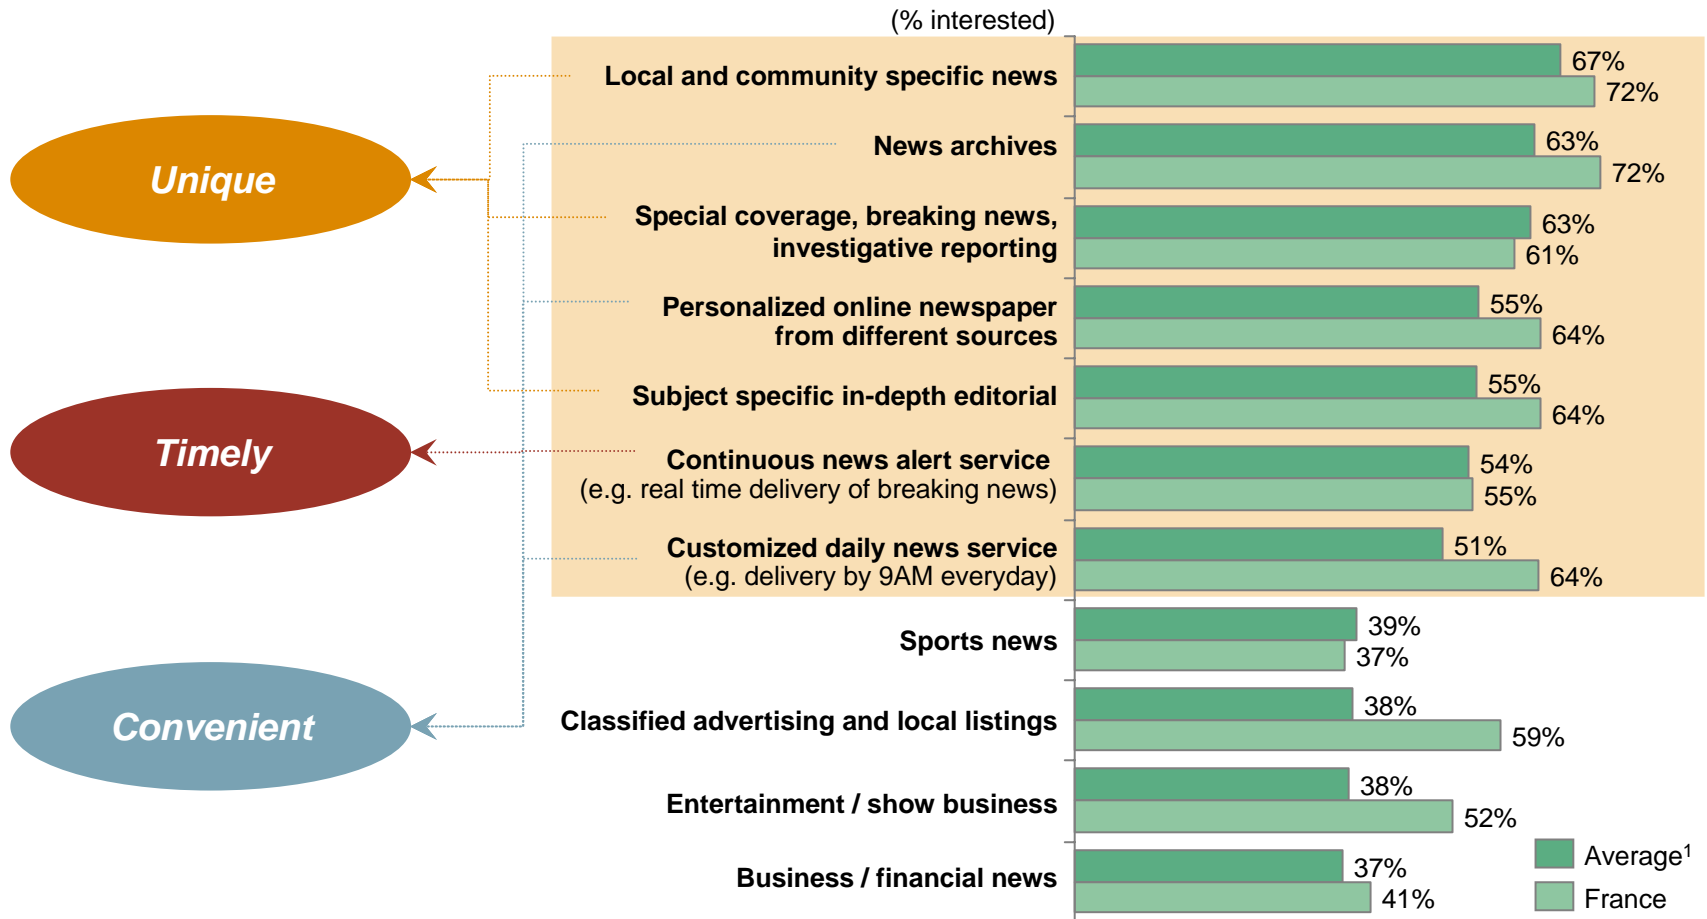 (% interested)
Local and community specific news
67%
72%
News archives
63%
72%
Unique
Special coverage, breaking news,
investigative reporting
63%
61%
Personalized online newspaper
from different sources
55%
64%
Subject specific in-depth editorial
55%
64%
Timely
Continuous news alert service
(e.g. real time delivery of breaking news)
54%
55%
Customized daily news service
(e.g. delivery by 9AM everyday)
51%
64%
Sports news
39%
37%
Convenient
Classified advertising and local listings
38%
59%
Entertainment / show business
38%
52%
Business / financial news
37%
41%
Average¹
France